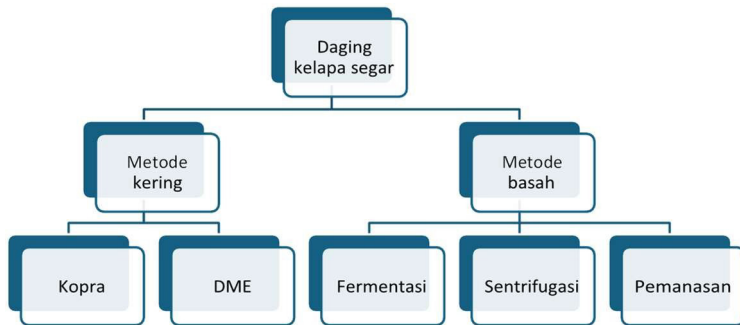 Daging
kelapa segar
Metode
kering
Metode
basah
Kopra
DME
Fermentasi
Sentrifugasi
Pemanasan